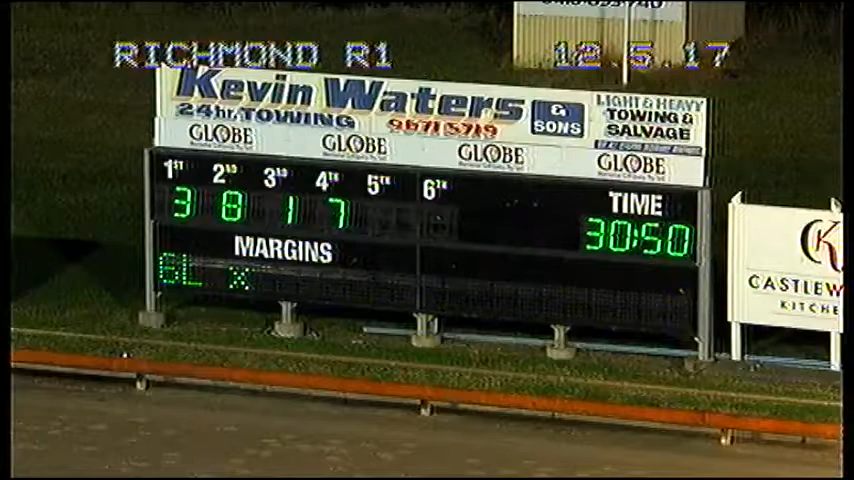 RICHMOND R1 12.5.17
Kevin Waters & SONS
24hr. TOWING 9671 5719
LIGHT & HEAVY
TOWING &
SALVAGE
GLOBE GLOBE GLOBE GLOBE
1ST 2ND 3RD 4TH 5TH 6TH TIME
3 8 1 7 30:50
MARGINS
CASTLEW
KITCHE